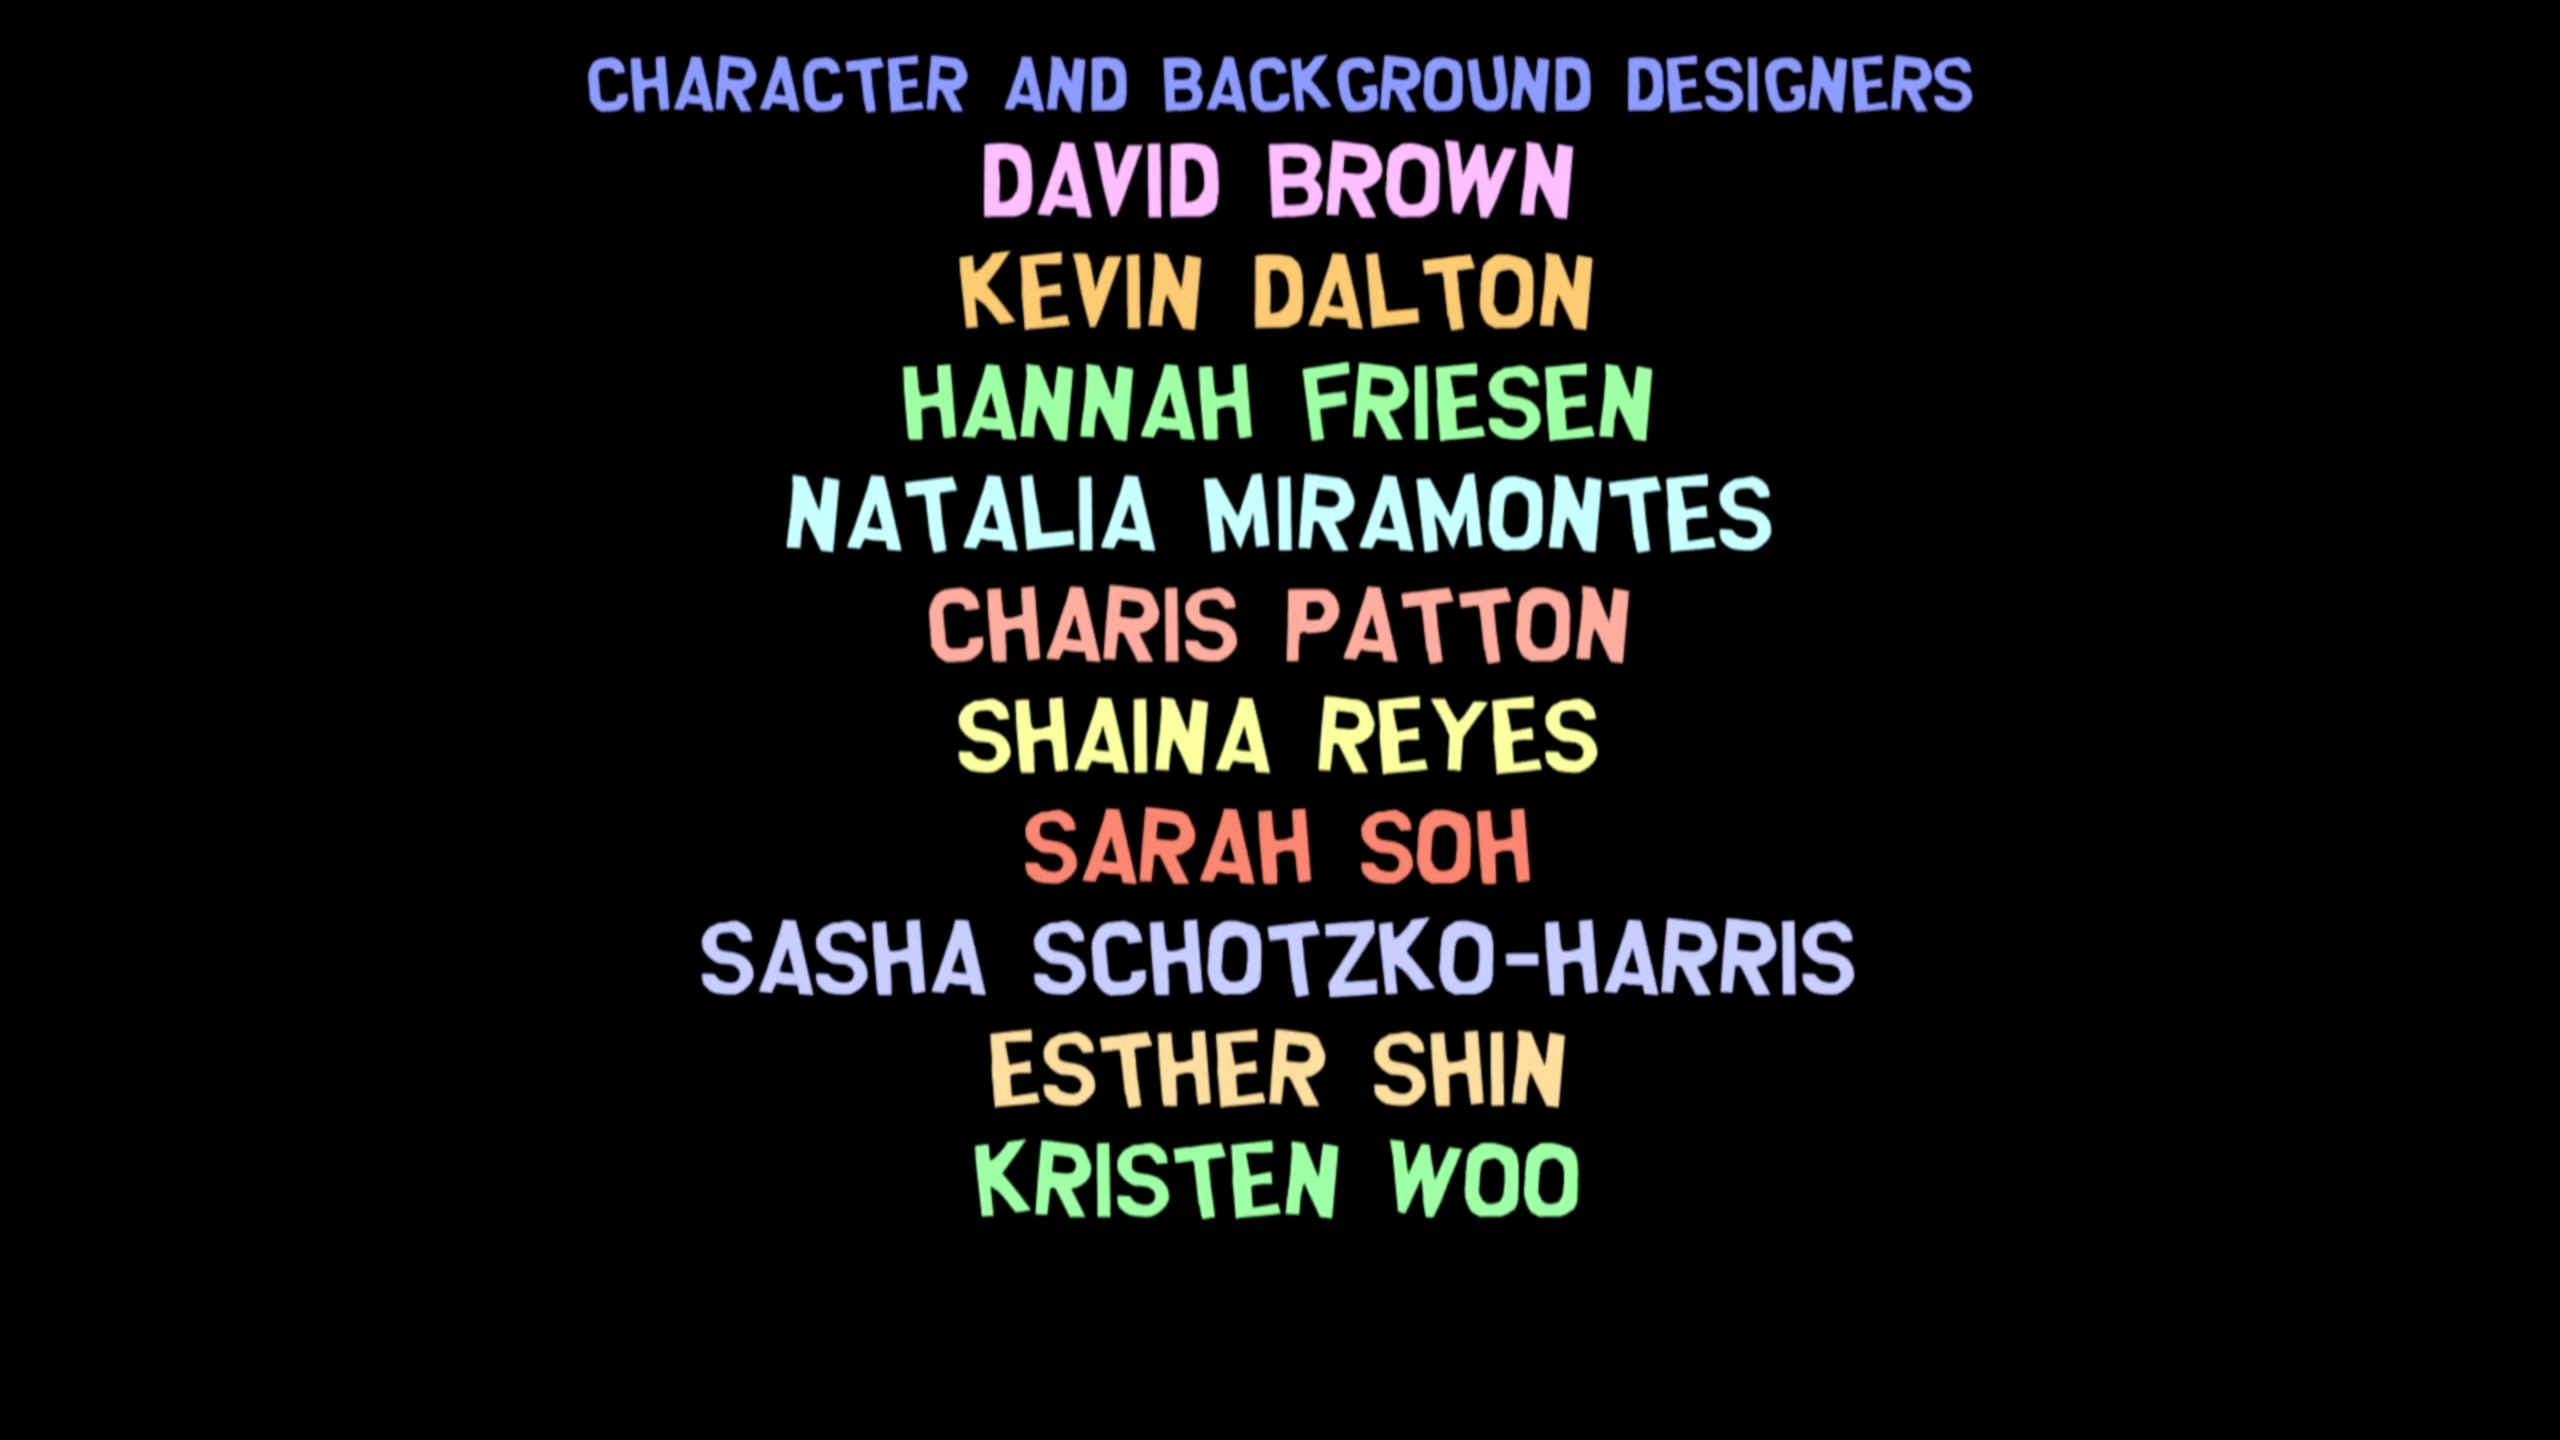 CHARACTER AND BACKGROUND DESIGNERS
DAVID BROWN
KEVIN DALTON
HANNAH FRIESEN
NATALIA MIRAMONTES
CHARIS PATTON
SHAINA REYES
SARAH SOH
SASHA SCHOTZKO-HARRIS
ESTHER SHIN
KRISTEN WOO